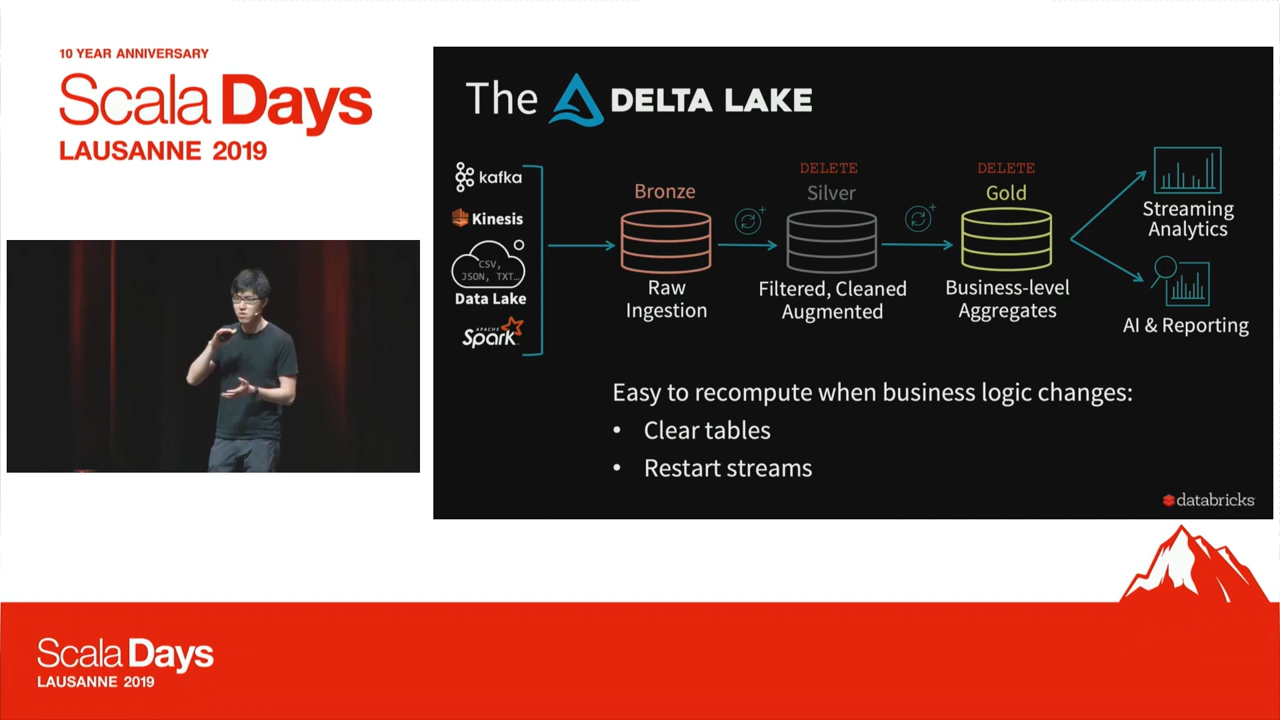 10 YEAR ANNIVERSARY
Scala Days
LAUSANNE 2019
The DELTA LAKE
kafka
Kinesis
CSV,
JSON, TXT...
Data Lake
APACHE
Spark
Bronze
Raw
Ingestion
DELETE
Silver
Filtered, Cleaned
Augmented
DELETE
Gold
Business-level
Aggregates
Streaming
Analytics
AI & Reporting
Easy to recompute when business logic changes:
• Clear tables
• Restart streams
databricks
Scala Days
LAUSANNE 2019